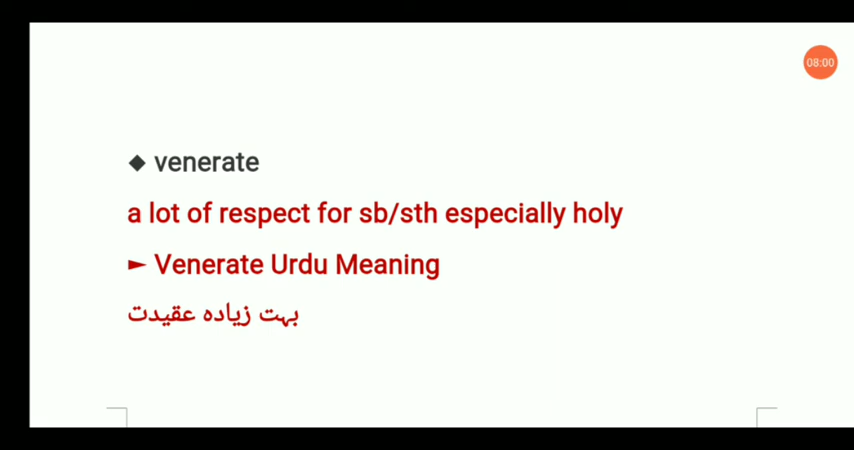 08:00
◆ venerate
a lot of respect for sb/sth especially holy
► Venerate Urdu Meaning
بہت زیادہ عقیدت